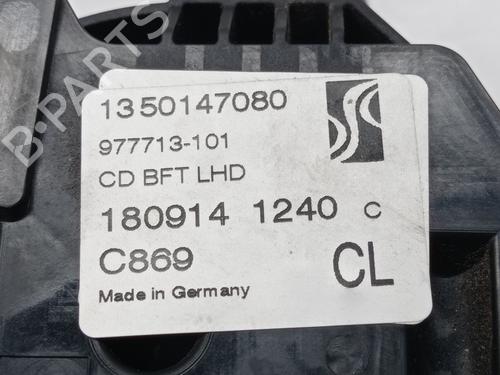 B-PARTS
1350147080
977713-101
CD BFT LHD
180914 1240 C
C869
CL
Made in Germany